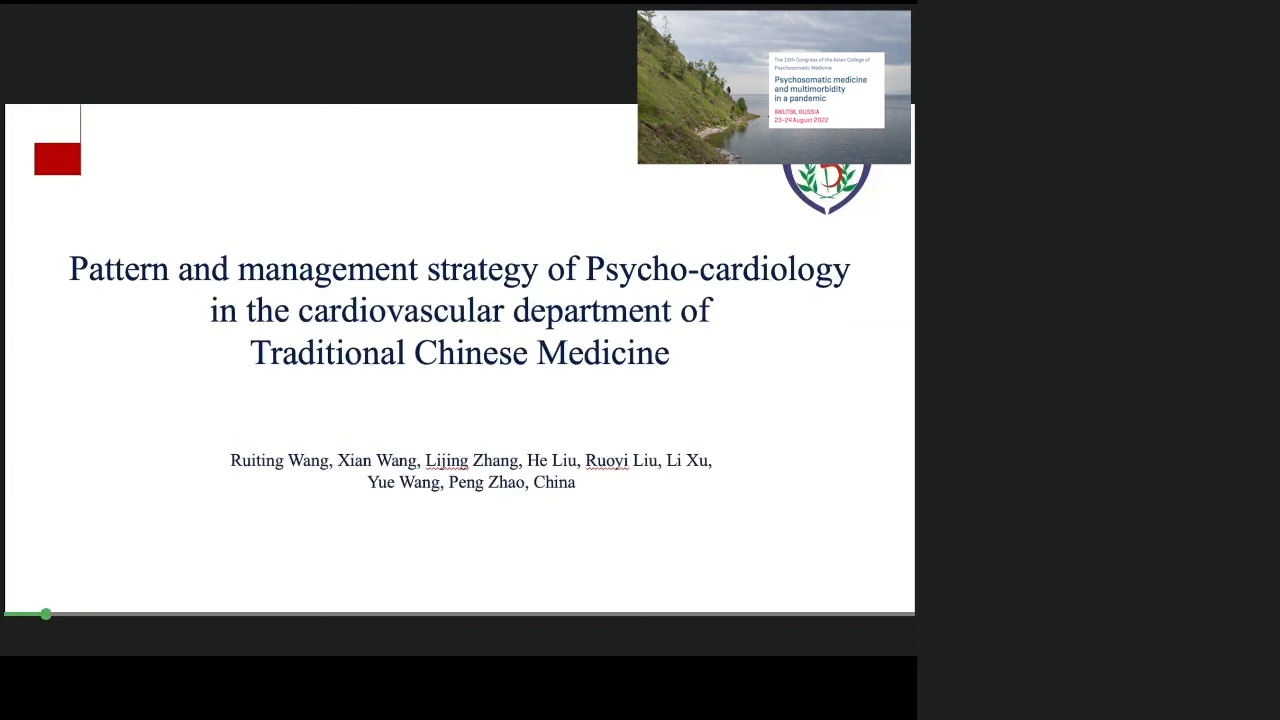 The 19th Congress of the Asian College of
Psychosomatic Medicine
Psychosomatic medicine
and multimorbidity
in a pandemic
IRKUTSK, RUSSIA
23-24 August 2022
Pattern and management strategy of Psycho-cardiology
in the cardiovascular department of
Traditional Chinese Medicine
Ruiting Wang, Xian Wang, Lijing Zhang, He Liu, Ruoyi Liu, Li Xu,
Yue Wang, Peng Zhao, China